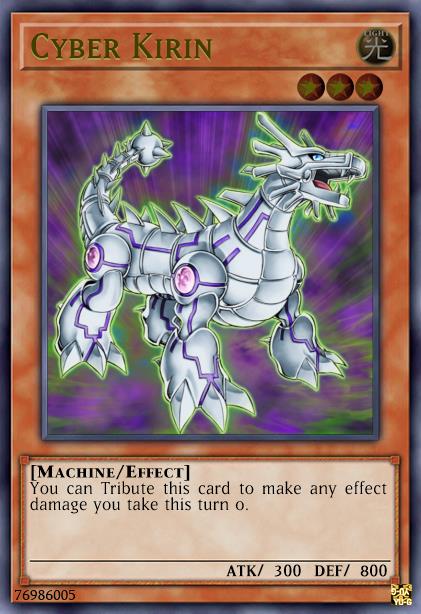 Cyber Kirin
LIGHT
光
[Machine/Effect]
You can Tribute this card to make any effect
damage you take this turn 0.
ATK/ 300 DEF/ 800
76986005